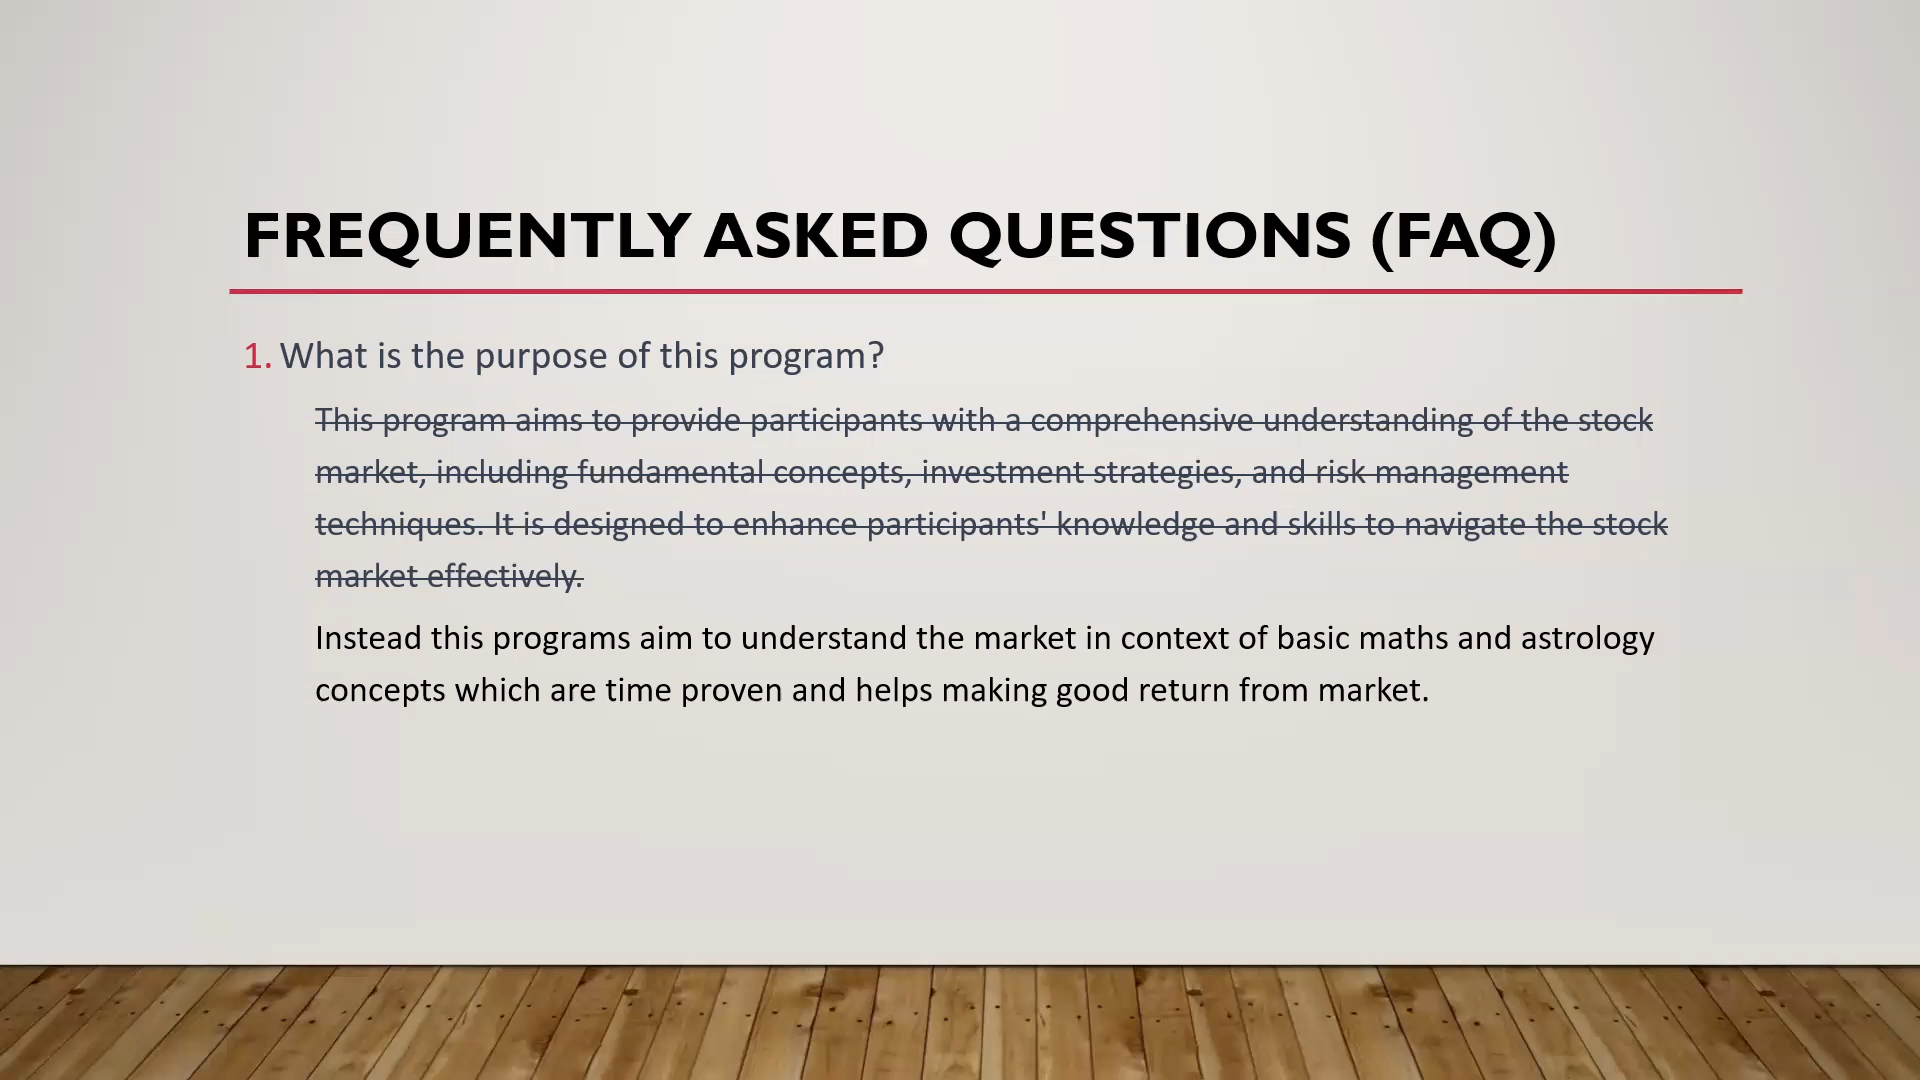 FREQUENTLY ASKED QUESTIONS (FAQ)
1. What is the purpose of this program?
This program aims to provide participants with a comprehensive understanding of the stock
market, including fundamental concepts, investment strategies, and risk management
techniques. It is designed to enhance participants' knowledge and skills to navigate the stock
market effectively.
Instead this programs aim to understand the market in context of basic maths and astrology
concepts which are time proven and helps making good return from market.